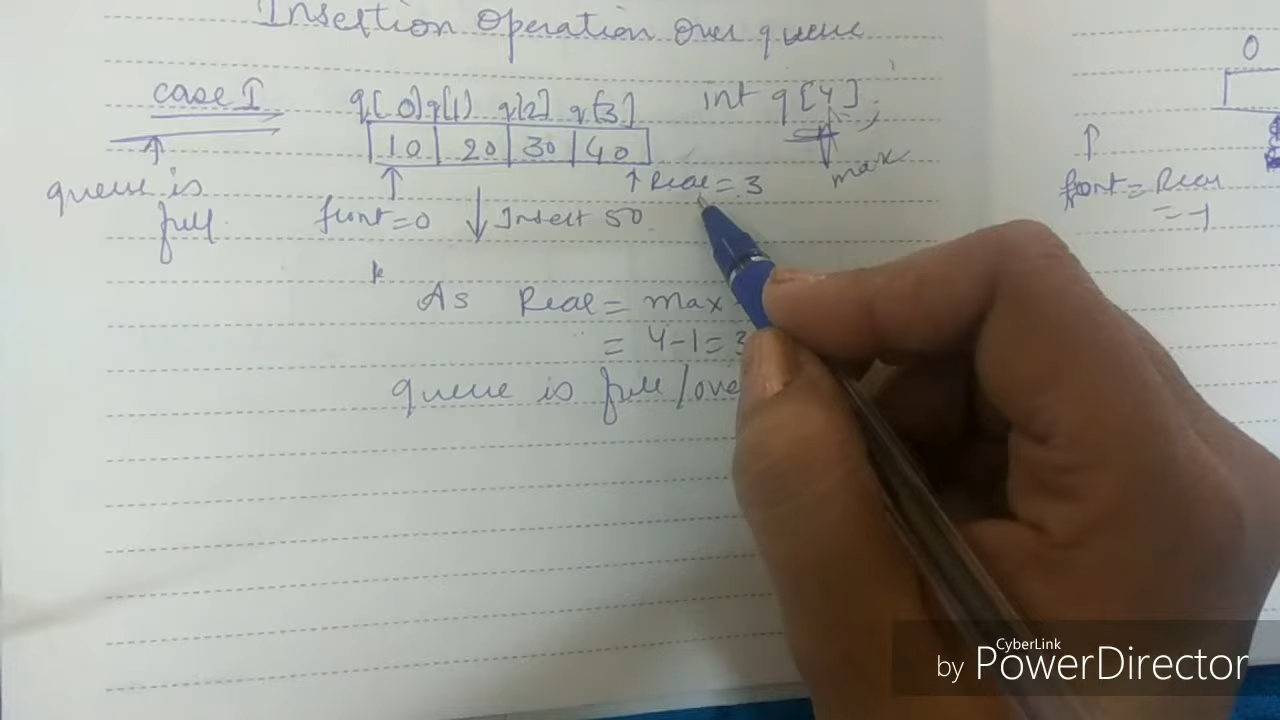 Insertion operation over queue
case I
q[0] q[1] q[2] q[3]
int q[4];
10 20 30 40
max
queue is
full
front=0
Rear=3
Insert 50
As Rear = max
= 4-1=3
queue is full/ove
0
front = Rear
= -1
CyberLink
by PowerDirector